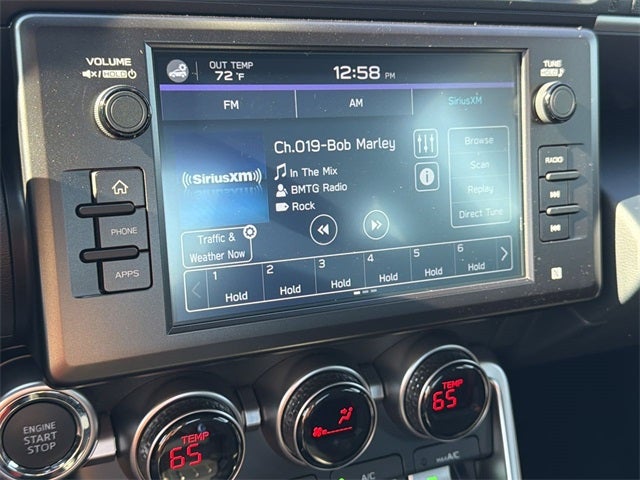 VOLUME
/HOLD
OUT TEMP
72 °F
12:58 PM
TUNE
FM
AM
SiriusXM
Ch.019-Bob Marley
In The Mix
BMTG Radio
Rock
((SiriusXM))
Browse
Scan
Replay
Direct Tune
Traffic &
Weather Now
1 Hold
2 Hold
3 Hold
4 Hold
5 Hold
6 Hold
PHONE
APPS
RADIO
N
ENGINE
START
STOP
TEMP
65
TEMP
65
A/C
MAX A/C